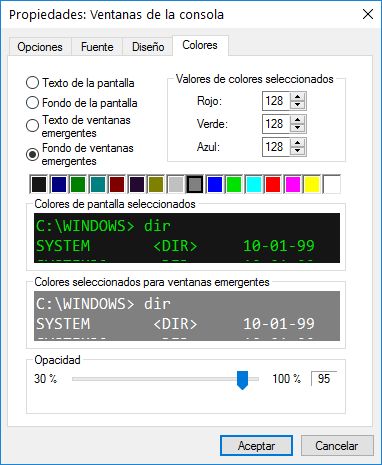 Propiedades: Ventanas de la consola
Opciones Fuente Diseño Colores
Texto de la pantalla
Fondo de la pantalla
Texto de ventanas
emergentes
Fondo de ventanas
emergentes
Valores de colores seleccionados
Rojo: 128
Verde: 128
Azul: 128
Colores de pantalla seleccionados
C:\WINDOWS> dir
SYSTEM <DIR> 10-01-99
Colores seleccionados para ventanas emergentes
C:\WINDOWS> dir
SYSTEM <DIR> 10-01-99
Opacidad
30 % 100 % 95
Aceptar Cancelar